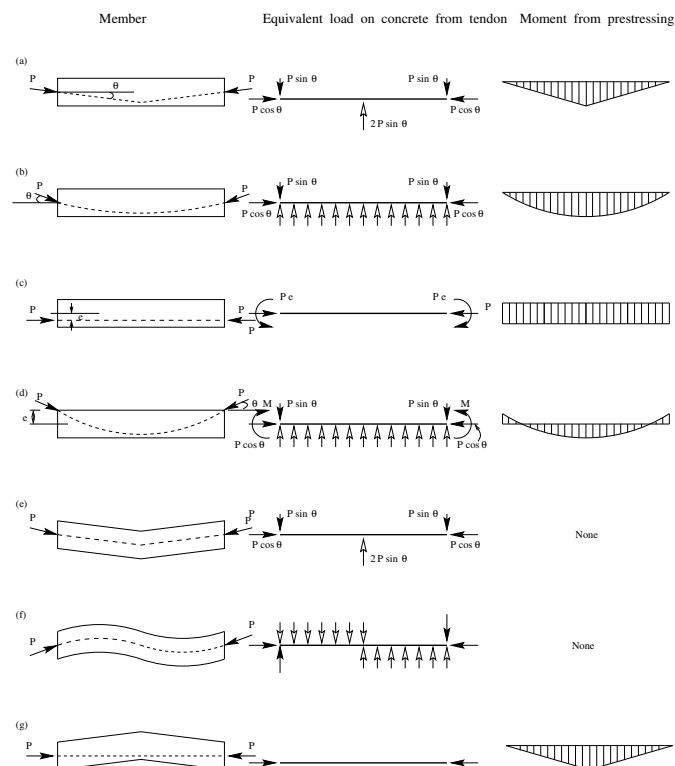 Member Equivalent load on concrete from tendon Moment from prestressing
(a)
P θ P P sin θ P sin θ
P cos θ P cos θ
2 P sin θ
(b)
P P P sin θ P sin θ
θ P cos θ P cos θ
(c)
P e P e
P e P P
P
(d)
P P θ M P sin θ P sin θ M
e P cos θ P cos θ
(e)
P P P sin θ P sin θ
P cos θ P cos θ
2 P sin θ
None
(f)
P P
None
(g)
P P